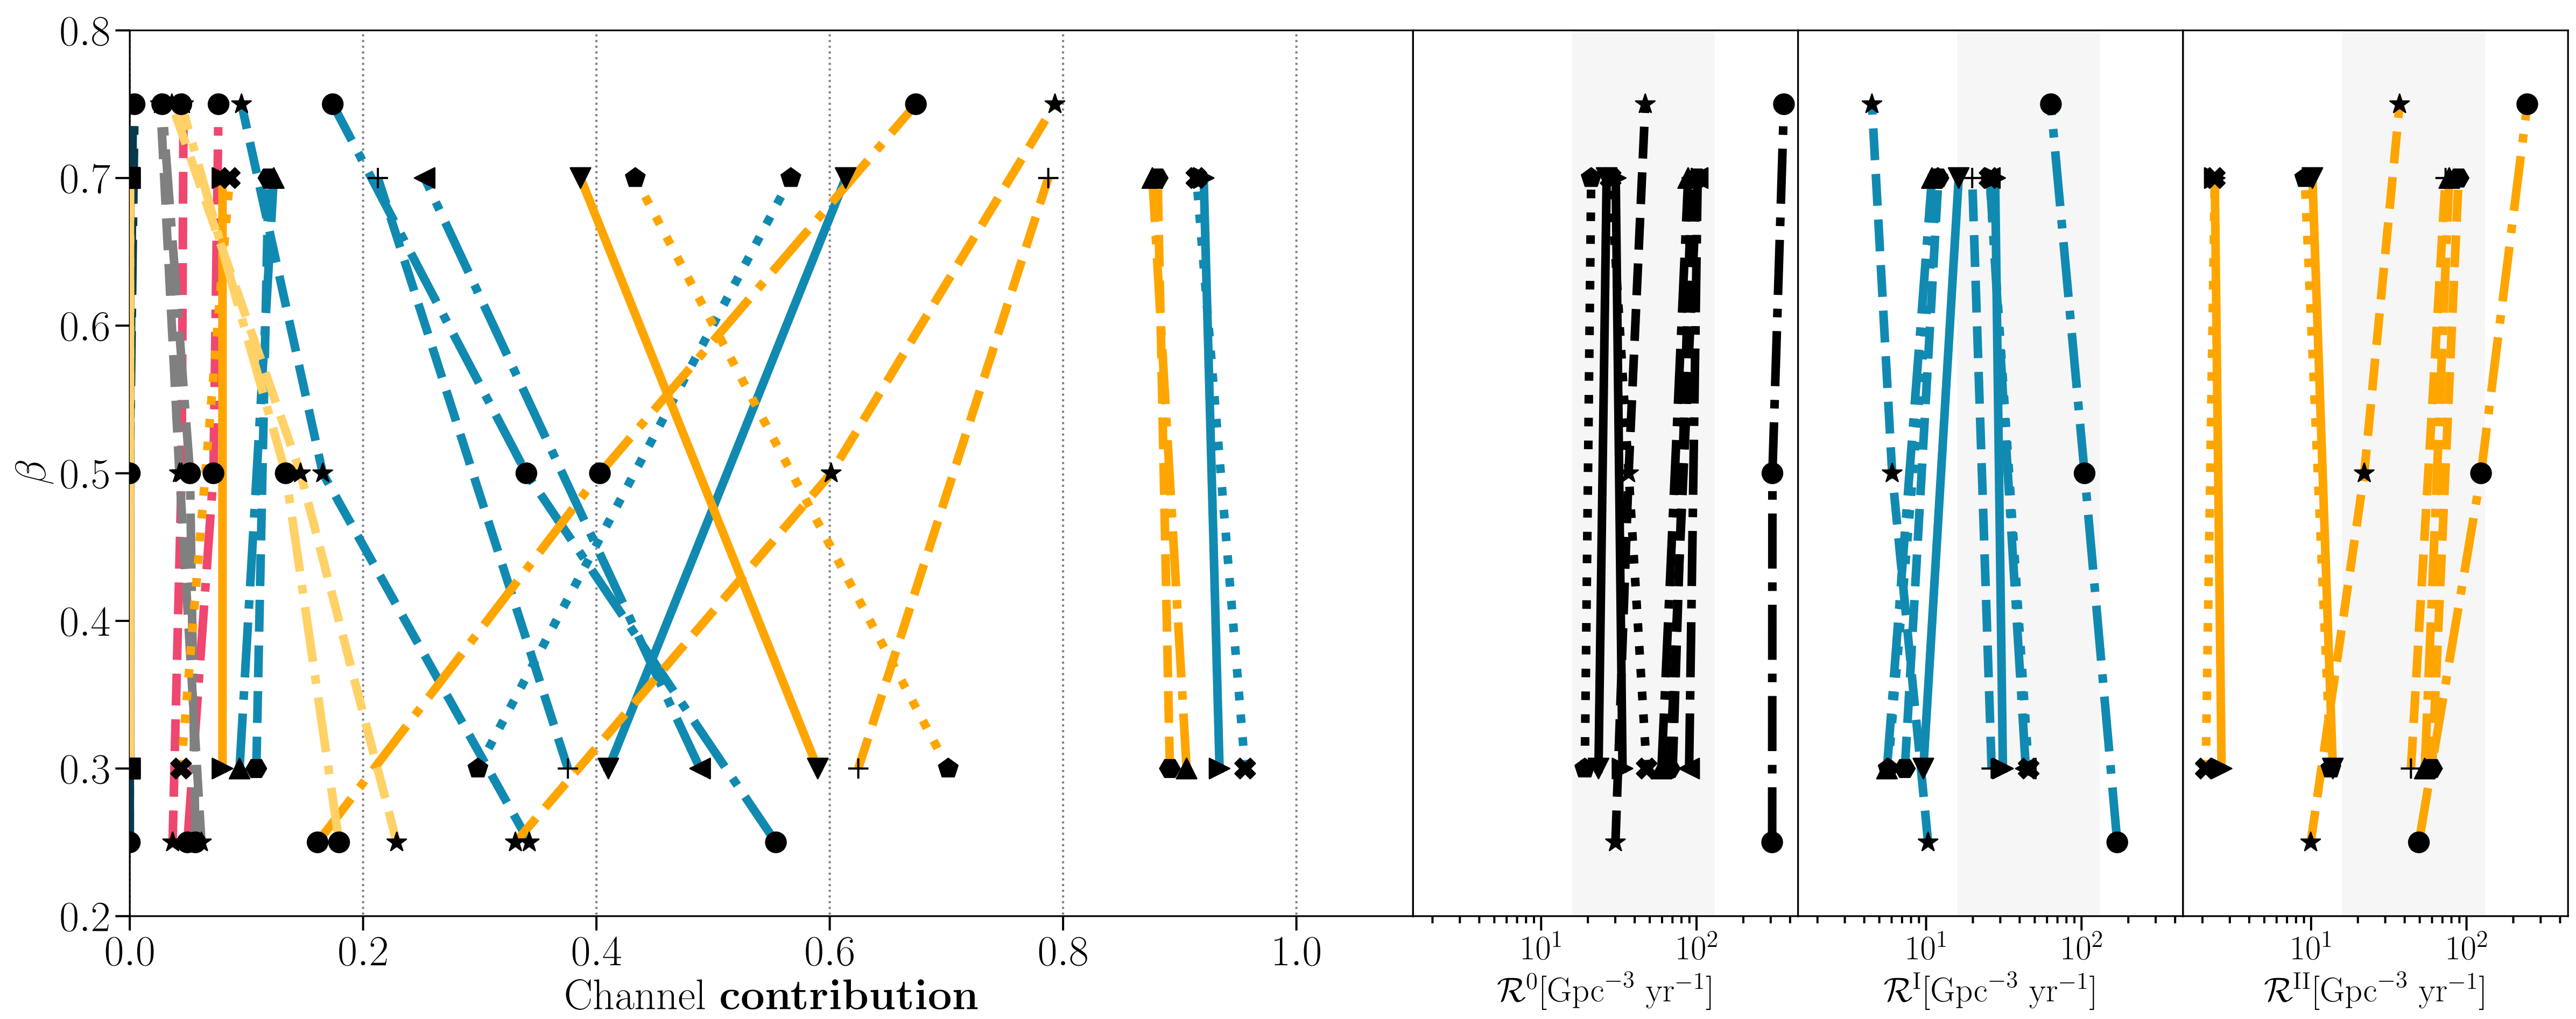 0.8
0.7
0.6
0.5
0.4
0.3
0.2
β
0.0 0.2 0.4 0.6 0.8 1.0
Channel contribution
10¹ 10² 10¹ 10² 10¹ 10²
ℛ⁰[Gpc⁻³ yr⁻¹] ℛᴵ[Gpc⁻³ yr⁻¹] ℛᴵᴵ[Gpc⁻³ yr⁻¹]